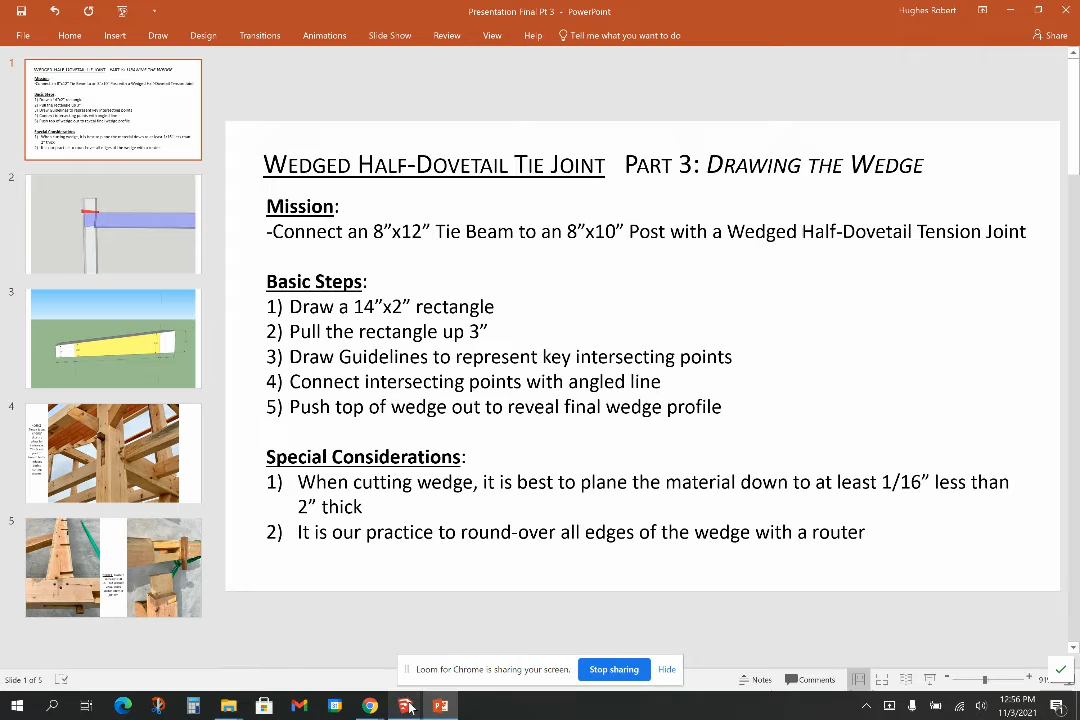 Presentation Final Pt 3 - PowerPoint
Hughes Robert
File Home Insert Draw Design Transitions Animations Slide Show Review View Help Tell me what you want to do
Share
1
2
3
4
5
WEDGED HALF-DOVETAIL TIE JOINT PART 3: DRAWING THE WEDGE
Mission:
-Connect an 8”x12” Tie Beam to an 8”x10” Post with a Wedged Half-Dovetail Tension Joint
Basic Steps:
1) Draw a 14”x2” rectangle
2) Pull the rectangle up 3”
3) Draw Guidelines to represent key intersecting points
4) Connect intersecting points with angled line
5) Push top of wedge out to reveal final wedge profile
Special Considerations:
1) When cutting wedge, it is best to plane the material down to at least 1/16” less than
2” thick
2) It is our practice to round-over all edges of the wedge with a router
Loom for Chrome is sharing your screen. Stop sharing Hide
Slide 1 of 5
Notes Comments
12:56 PM
11/3/2021